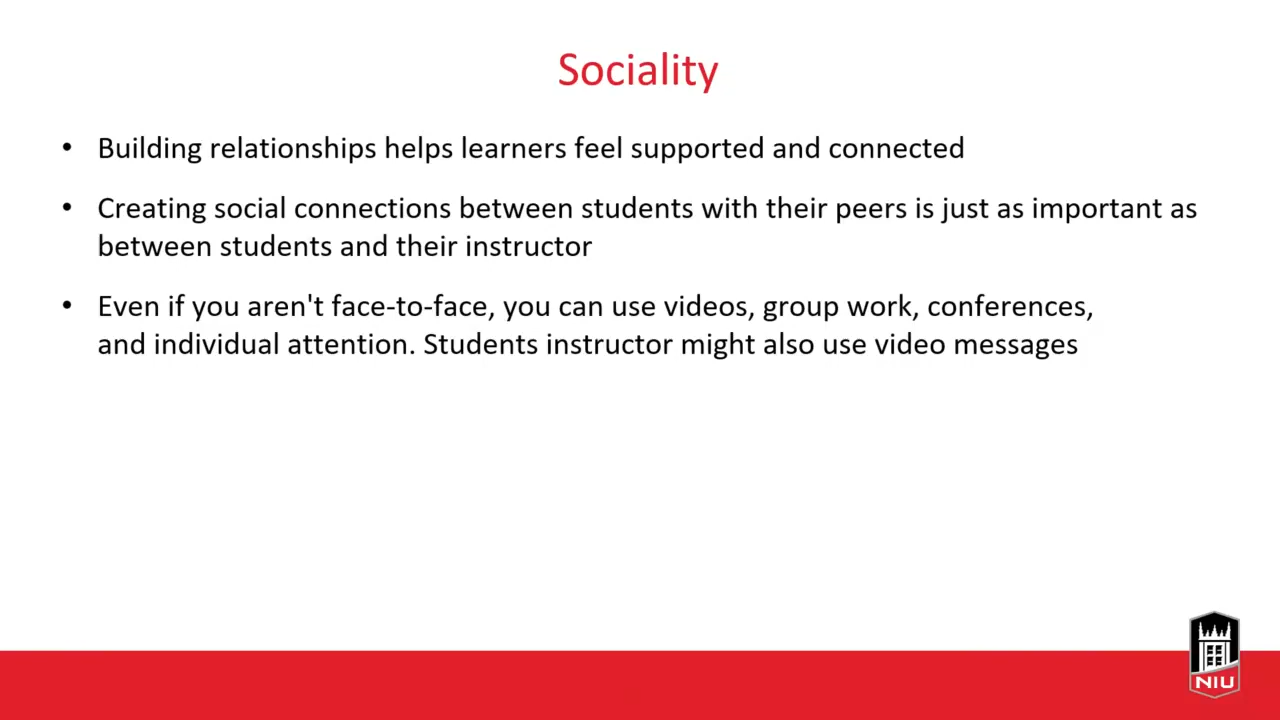 Sociality
• Building relationships helps learners feel supported and connected
• Creating social connections between students with their peers is just as important as
between students and their instructor
• Even if you aren't face-to-face, you can use videos, group work, conferences,
and individual attention. Students instructor might also use video messages
NIU